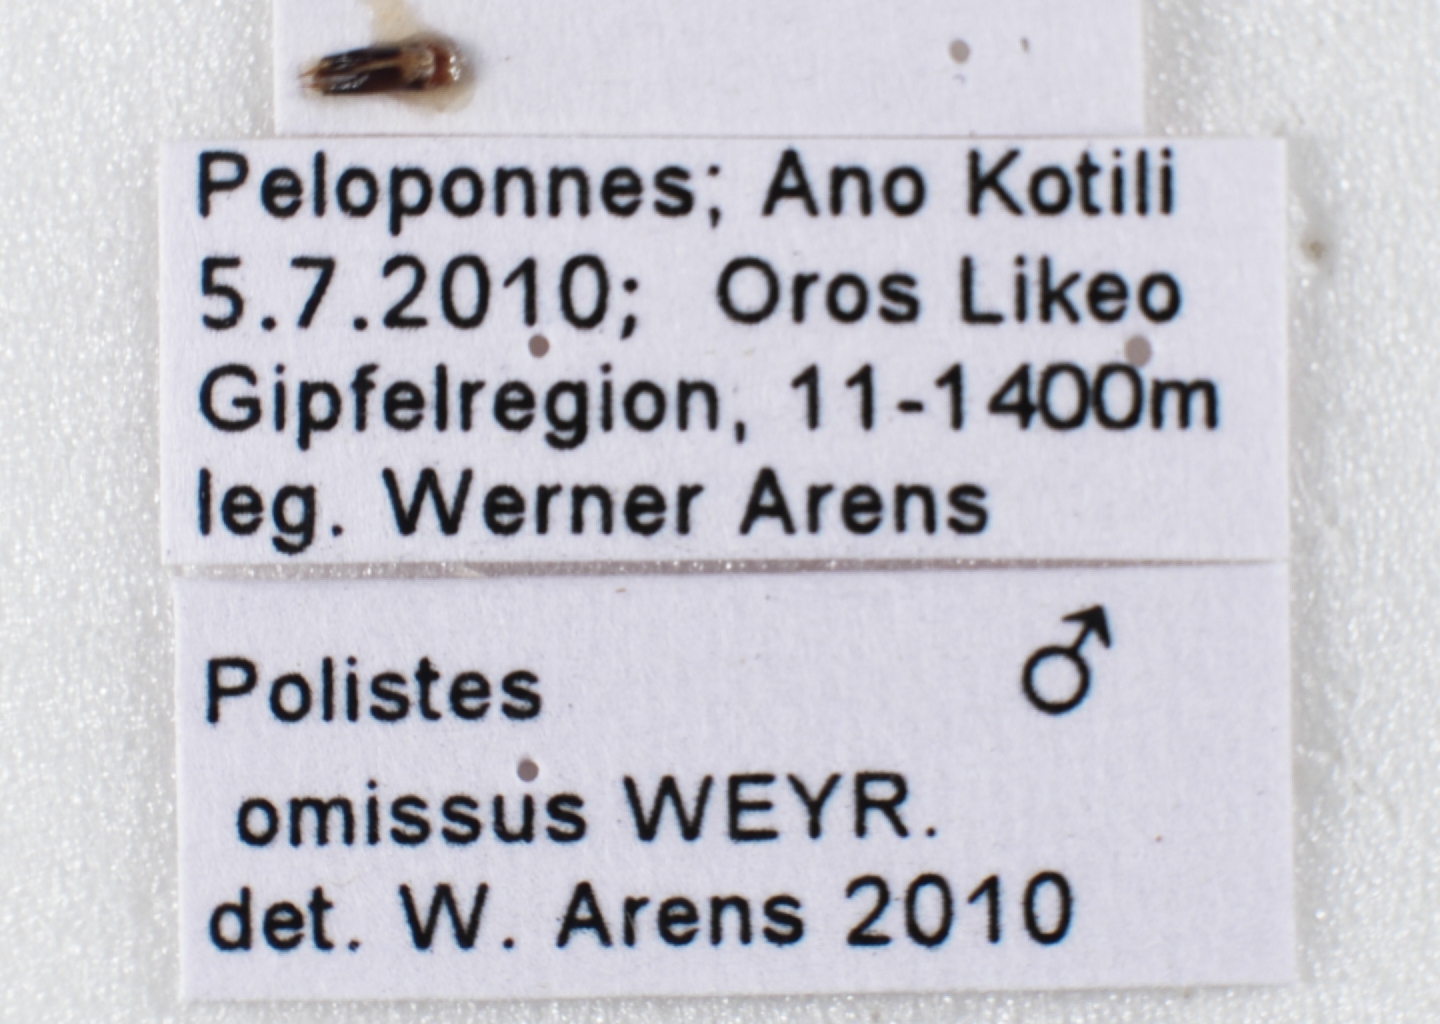 Peloponnes; Ano Kotili
5.7.2010; Oros Likeo
Gipfelregion, 11-1400m
leg. Werner Arens
Polistes ♂
omissus WEYR.
det. W. Arens 2010